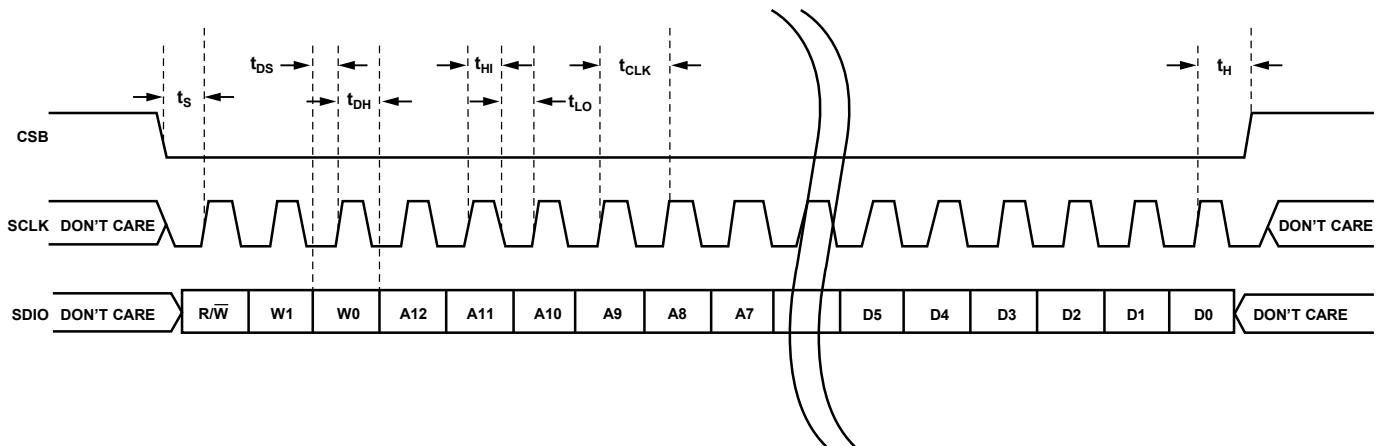 tDS
tHI
tCLK
tH
tS
tDH
tLO
CSB
SCLK DON'T CARE
DON'T CARE
SDIO DON'T CARE R/W̅ W1 W0 A12 A11 A10 A9 A8 A7 D5 D4 D3 D2 D1 D0 DON'T CARE